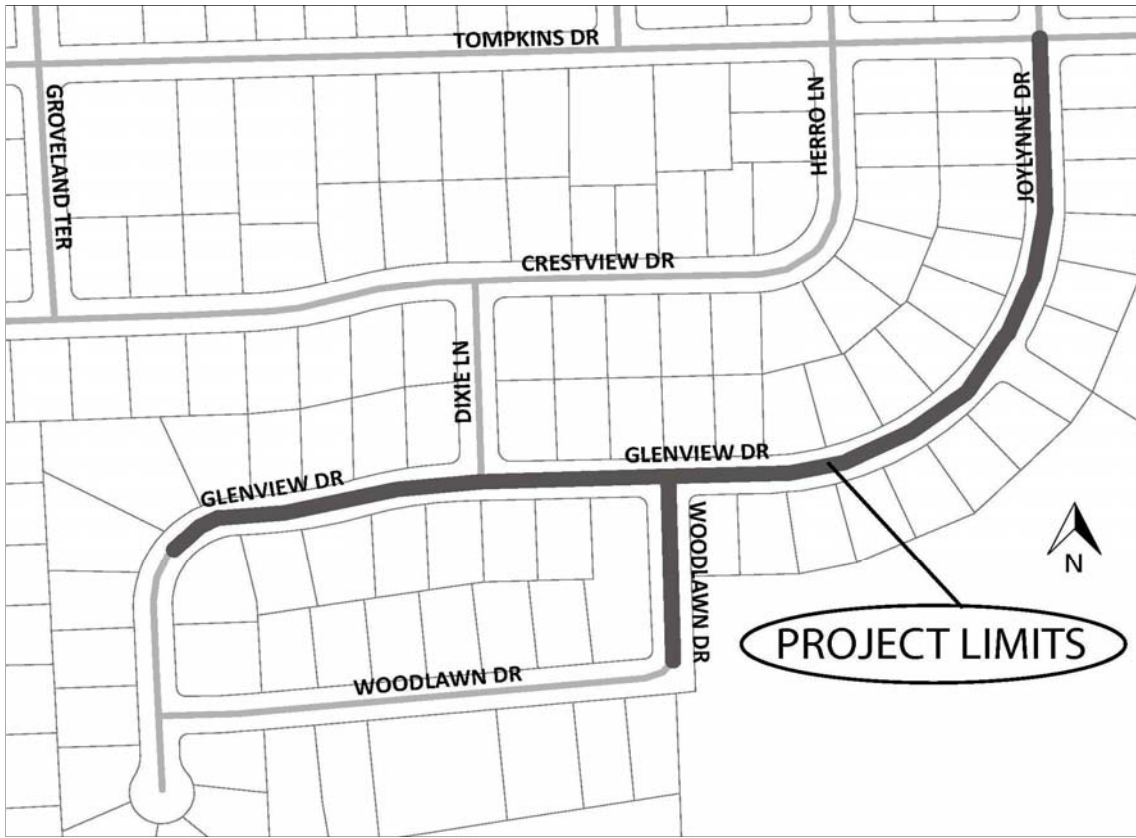 TOMPKINS DR
GROVELAND TER
HERRO LN
JOYLYNNE DR
CRESTVIEW DR
DIXIE LN
GLENVIEW DR
GLENVIEW DR
WOODLAWN DR
N
PROJECT LIMITS
WOODLAWN DR